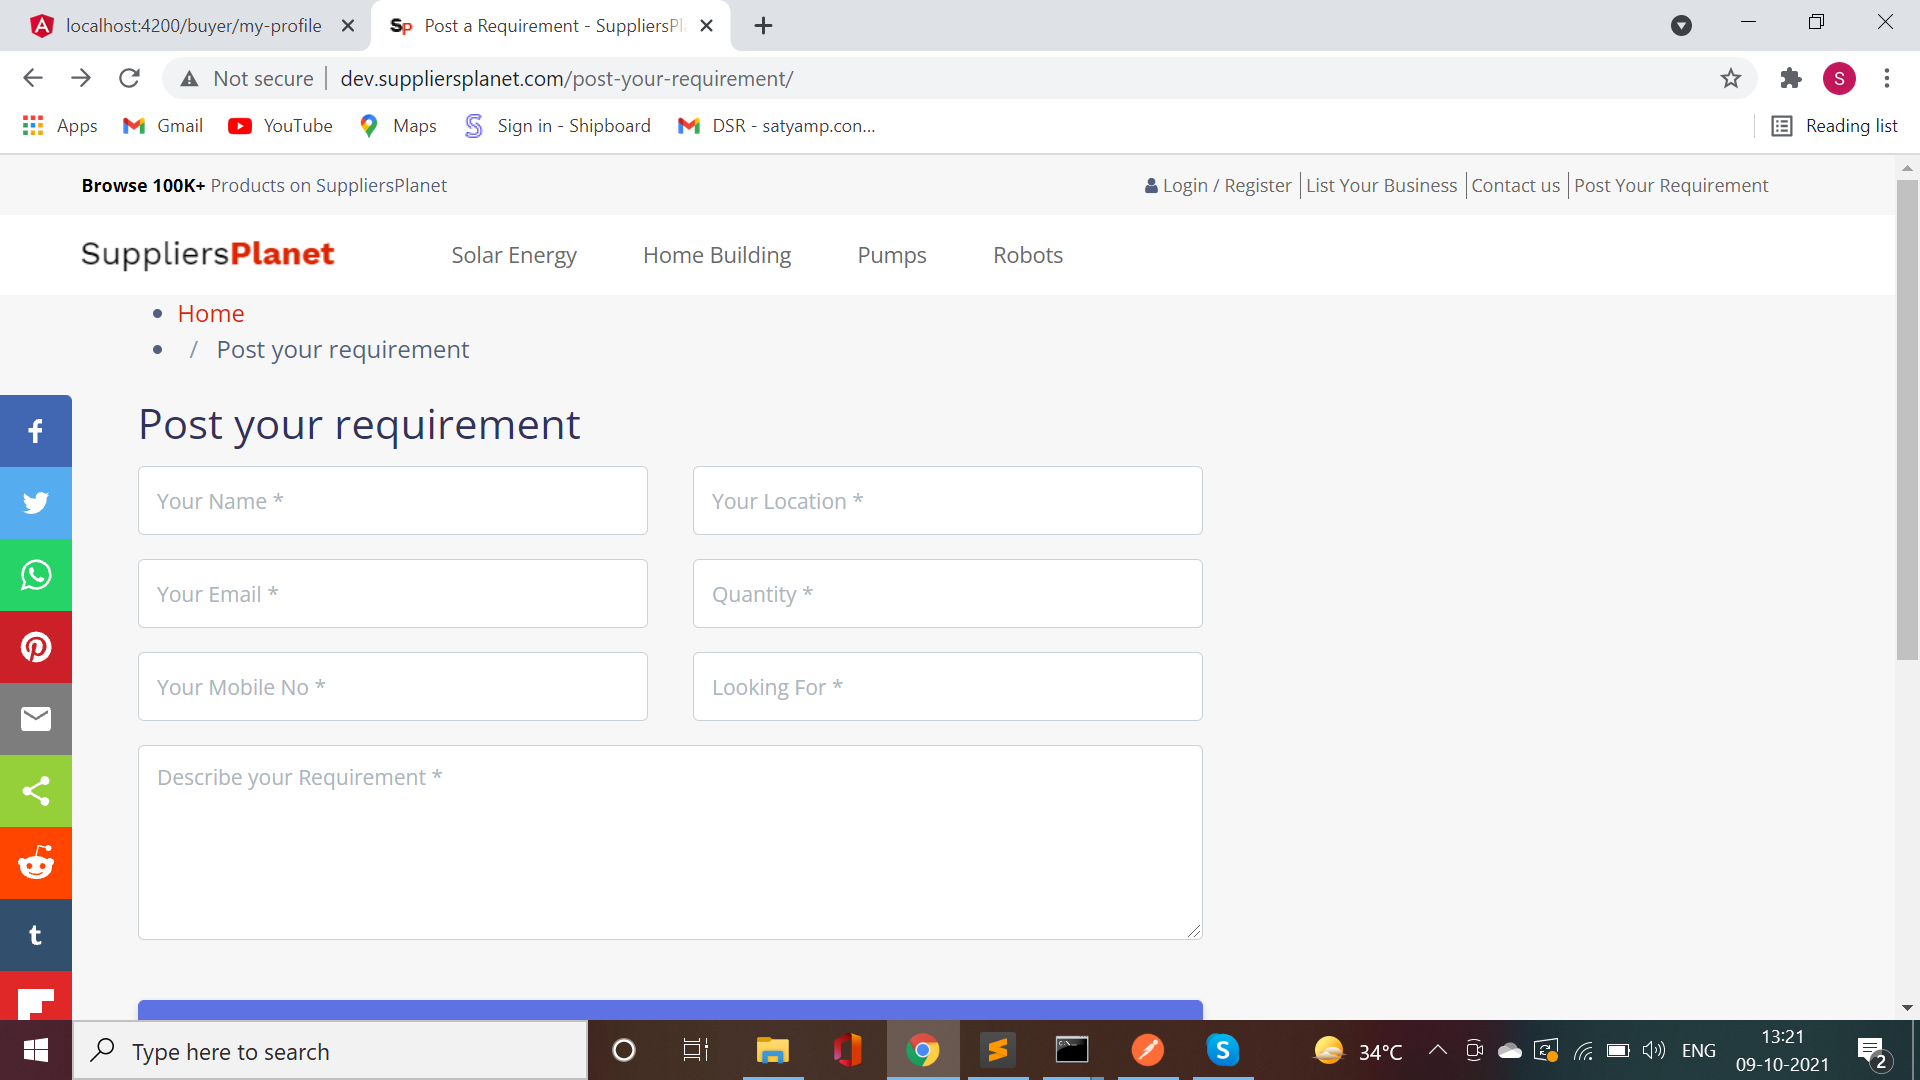 localhost:4200/buyer/my-profile
SP Post a Requirement - SuppliersPl
Not secure dev.suppliersplanet.com/post-your-requirement/
S
Apps Gmail YouTube Maps Sign in - Shipboard DSR - satyamp.con... Reading list
Browse 100K+ Products on SuppliersPlanet Login / Register List Your Business Contact us Post Your Requirement
SuppliersPlanet Solar Energy Home Building Pumps Robots
Home
/ Post your requirement
Post your requirement
Your Name * Your Location *
Your Email * Quantity *
Your Mobile No * Looking For *
Describe your Requirement *
Type here to search
34°C ENG
13:21
09-10-2021
2